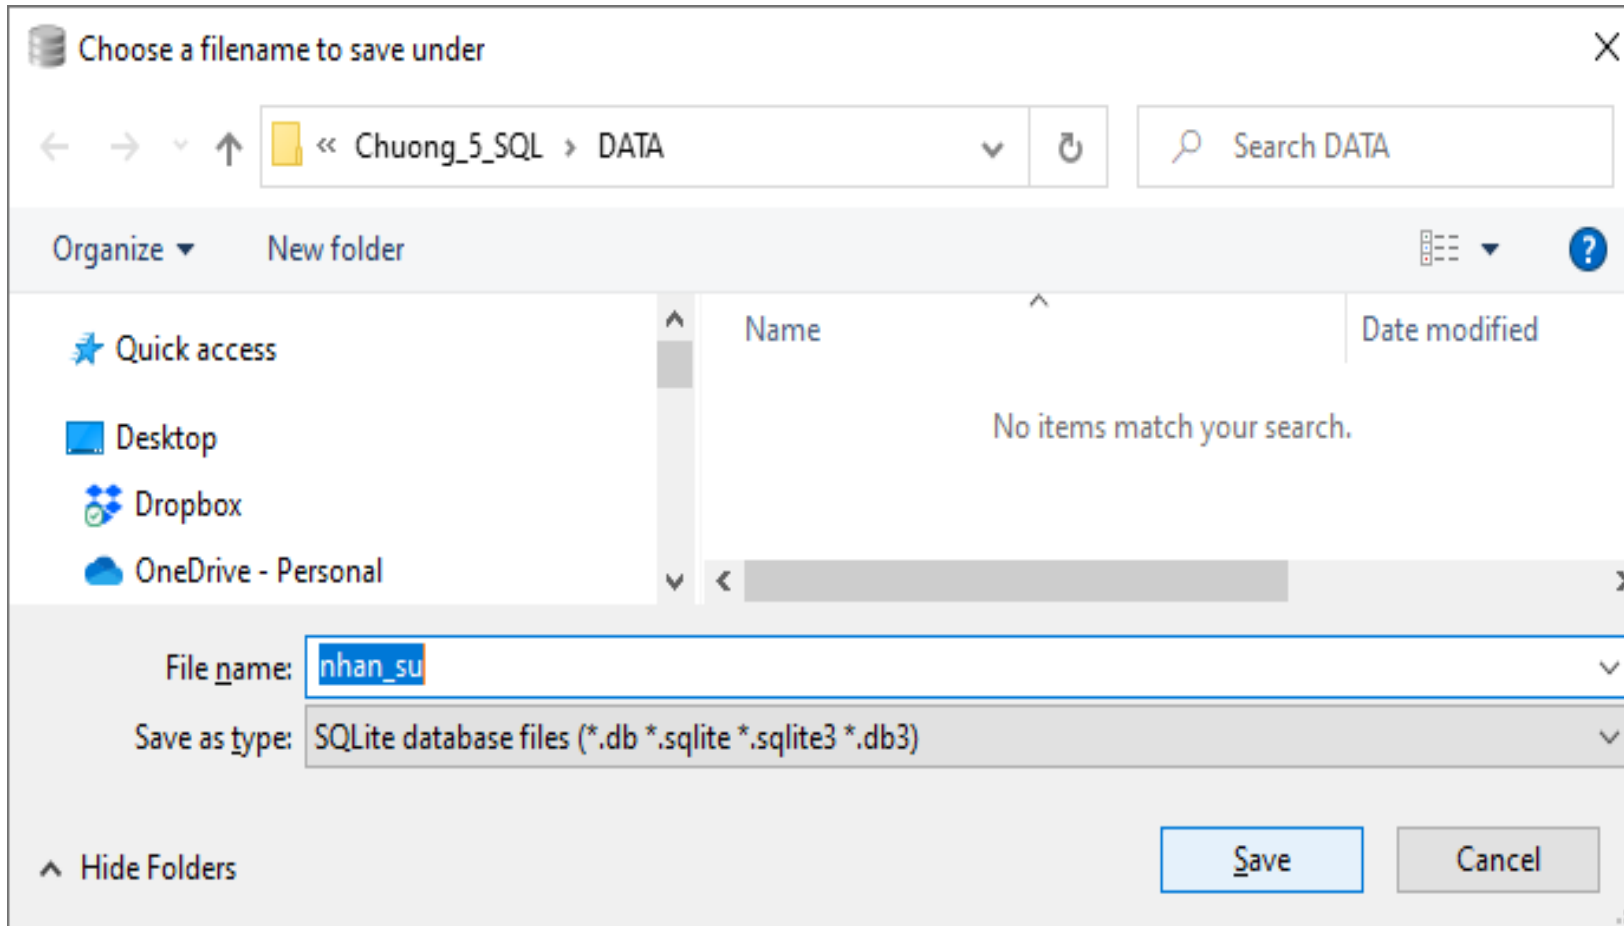 Choose a filename to save under
« Chuong_5_SQL › DATA
Search DATA
Organize
New folder
?
Quick access
Name
Date modified
No items match your search.
Desktop
Dropbox
OneDrive - Personal
File name: nhan_su
Save as type: SQLite database files (*.db *.sqlite *.sqlite3 *.db3)
Hide Folders
Save
Cancel